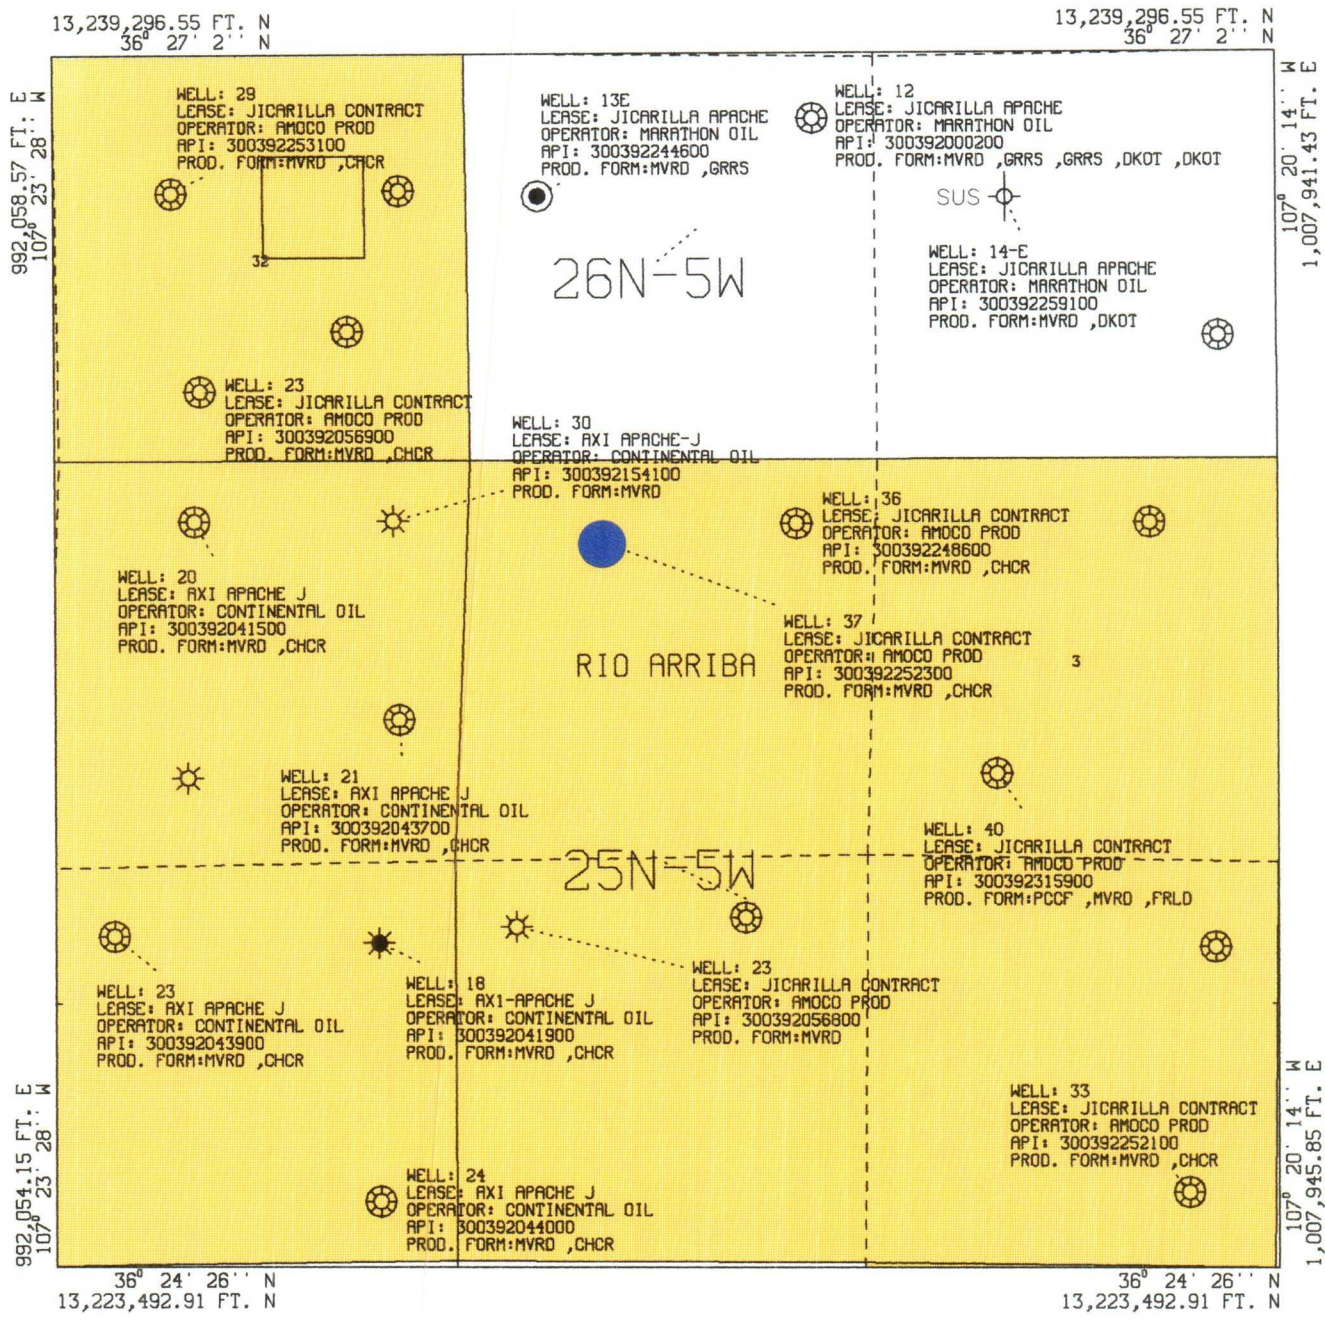 13,239,296.55 FT. N
36° 27' 2'' N
13,239,296.55 FT. N
36° 27' 2'' N
992,058.57 FT. E
107° 23' 28'' W
107° 20' 14'' W
1,007,941.43 FT. E
WELL: 29
LEASE: JICARILLA CONTRACT
OPERATOR: AMOCO PROD
API: 300392253100
PROD. FORM:MVRD ,CHCR
WELL: 13E
LEASE: JICARILLA APACHE
OPERATOR: MARATHON OIL
API: 300392244600
PROD. FORM:MVRD ,GRRS
WELL: 12
LEASE: JICARILLA APACHE
OPERATOR: MARATHON OIL
API: 300392000200
PROD. FORM:MVRD ,GRRS ,GRRS ,DKOT ,DKOT
SUS
32
26N-5W
WELL: 14-E
LEASE: JICARILLA APACHE
OPERATOR: MARATHON OIL
API: 300392259100
PROD. FORM:MVRD ,DKOT
WELL: 23
LEASE: JICARILLA CONTRACT
OPERATOR: AMOCO PROD
API: 300392056900
PROD. FORM:MVRD ,CHCR
WELL: 30
LEASE: AXI APACHE-J
OPERATOR: CONTINENTAL OIL
API: 300392154100
PROD. FORM:MVRD
WELL: 36
LEASE: JICARILLA CONTRACT
OPERATOR: AMOCO PROD
API: 300392248600
PROD. FORM:MVRD ,CHCR
WELL: 20
LEASE: AXI APACHE J
OPERATOR: CONTINENTAL OIL
API: 300392041500
PROD. FORM:MVRD ,CHCR
WELL: 37
LEASE: JICARILLA CONTRACT
OPERATOR: AMOCO PROD
API: 300392252300
PROD. FORM:MVRD ,CHCR
RIO ARRIBA
3
WELL: 21
LEASE: AXI APACHE J
OPERATOR: CONTINENTAL OIL
API: 300392043700
PROD. FORM:MVRD ,CHCR
25N-5W
WELL: 40
LEASE: JICARILLA CONTRACT
OPERATOR: AMOCO PROD
API: 300392315900
PROD. FORM:PCCF ,MVRD ,FRLD
WELL: 23
LEASE: AXI APACHE J
OPERATOR: CONTINENTAL OIL
API: 300392043900
PROD. FORM:MVRD ,CHCR
WELL: 18
LEASE: AX1-APACHE J
OPERATOR: CONTINENTAL OIL
API: 300392041900
PROD. FORM:MVRD ,CHCR
WELL: 23
LEASE: JICARILLA CONTRACT
OPERATOR: AMOCO PROD
API: 300392056800
PROD. FORM:MVRD
WELL: 33
LEASE: JICARILLA CONTRACT
OPERATOR: AMOCO PROD
API: 300392252100
PROD. FORM:MVRD ,CHCR
WELL: 24
LEASE: AXI APACHE J
OPERATOR: CONTINENTAL OIL
API: 300392044000
PROD. FORM:MVRD ,CHCR
992,054.15 FT. E
107° 23' 28'' W
107° 20' 14'' W
1,007,945.85 FT. E
36° 24' 26'' N
13,223,492.91 FT. N
36° 24' 26'' N
13,223,492.91 FT. N